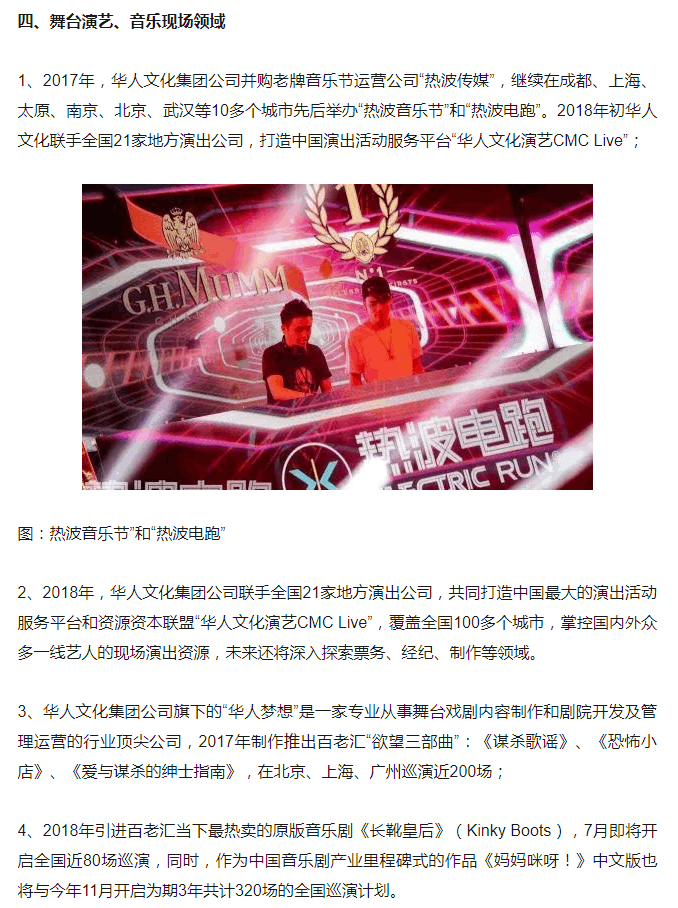 四、舞台演艺、音乐现场领域
1、2017年，华人文化集团公司并购老牌音乐节运营公司“热波传媒”，继续在成都、上海、
太原、南京、北京、武汉等10多个城市先后举办“热波音乐节”和“热波电跑”。2018年初华人
文化联手全国21家地方演出公司，打造中国演出活动服务平台“华人文化演艺CMC Live”；
1
G.H.MUMM
N°1
热波电跑
ELECTRIC RUN
图：热波音乐节”和“热波电跑”
2、2018年，华人文化集团公司联手全国21家地方演出公司，共同打造中国最大的演出活动
服务平台和资源资本联盟“华人文化演艺CMC Live”，覆盖全国100多个城市，掌控国内外众
多一线艺人的现场演出资源，未来还将深入探索票务、经纪、制作等领域。
3、华人文化集团公司旗下的“华人梦想”是一家专业从事舞台戏剧内容制作和剧院开发及管
理运营的行业顶尖公司，2017年制作推出百老汇“欲望三部曲”：《谋杀歌谣》、《恐怖小
店》、《爱与谋杀的绅士指南》，在北京、上海、广州巡演近200场；
4、2018年引进百老汇当下最热卖的原版音乐剧《长靴皇后》（Kinky Boots），7月即将开
启全国近80场巡演，同时，作为中国音乐剧产业里程碑式的作品《妈妈咪呀！》中文版也
将与今年11月开启为期3年共计320场的全国巡演计划。